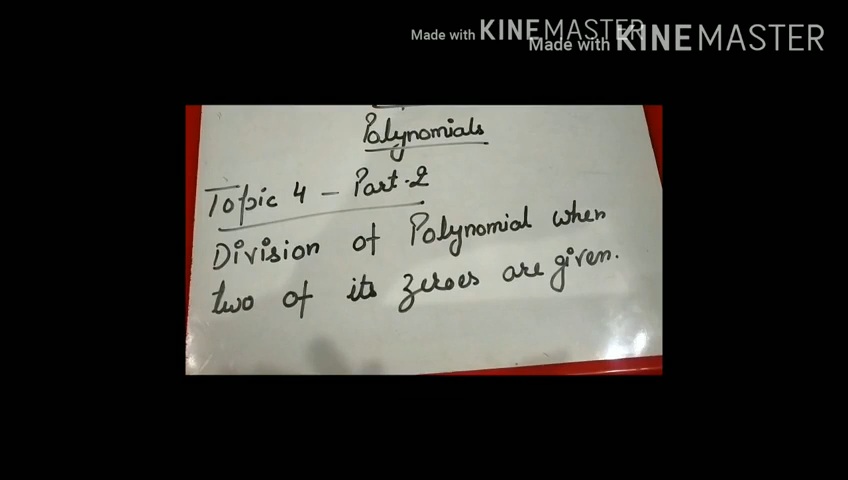 Made with KINEMASTER
Made with KINEMASTER
Polynomials
Topic 4 - Part-2
Division of Polynomial when
two of its zeroes are given.